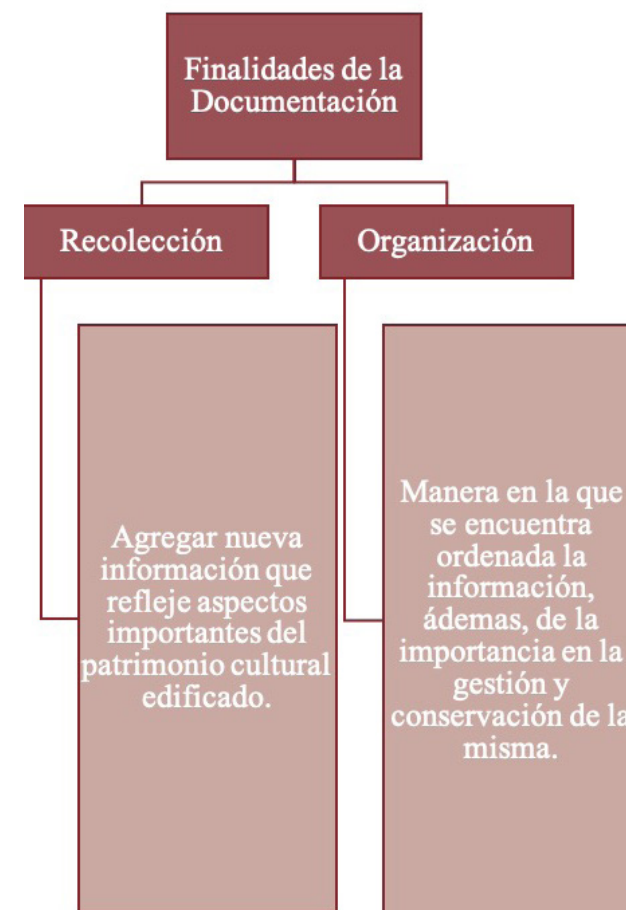 Finalidades de la
Documentación
Recolección
Organización
Agregar nueva
información que
refleje aspectos
importantes del
patrimonio cultural
edificado.
Manera en la que
se encuentra
ordenada la
información,
ádemas, de la
importancia en la
gestión y
conservación de la
misma.